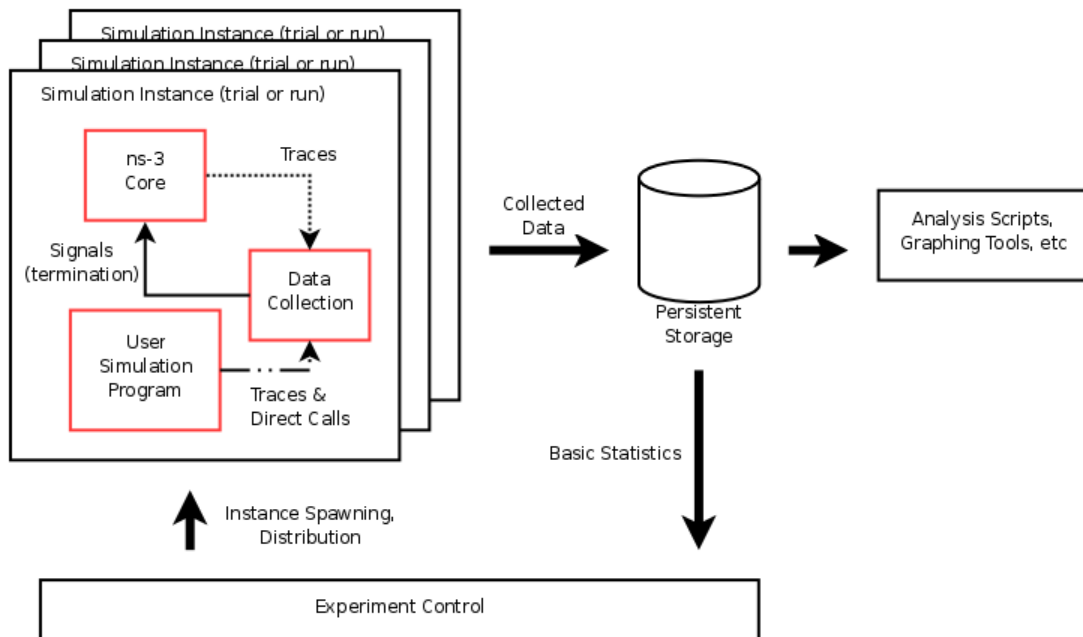 Simulation Instance (trial or run)
Simulation Instance (trial or run)
Simulation Instance (trial or run)
ns-3
Core
Traces
Signals
(termination)
Data
Collection
User
Simulation
Program
Traces &
Direct Calls
Collected
Data
Persistent
Storage
Analysis Scripts,
Graphing Tools, etc
Basic Statistics
Instance Spawning,
Distribution
Experiment Control